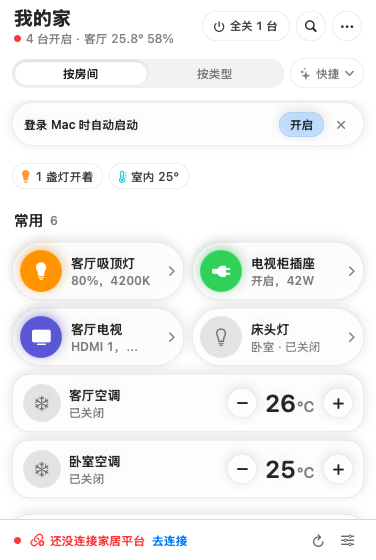 我的家
4 台开启 · 客厅 25.8° 58%
全关 1 台
按房间
按类型
快捷
登录 Mac 时自动启动
开启
1 盏灯开着
室内 25°
常用 6
客厅吸顶灯
80%，4200K
电视柜插座
开启，42W
客厅电视
HDMI 1，...
床头灯
卧室 · 已关闭
客厅空调
已关闭
26°C
卧室空调
已关闭
25°C
还没连接家居平台 去连接